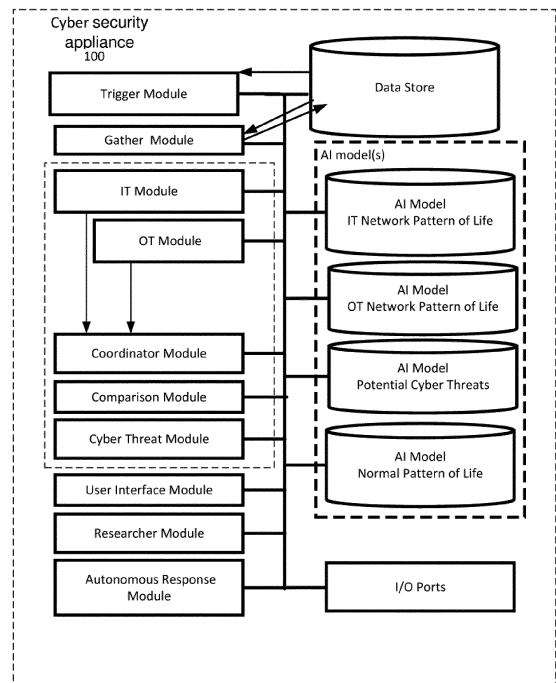 Cyber security
appliance
100
Trigger Module
Data Store
Gather Module
AI model(s)
IT Module
AI Model
IT Network Pattern of Life
OT Module
AI Model
OT Network Pattern of Life
Coordinator Module
AI Model
Potential Cyber Threats
Comparison Module
Cyber Threat Module
AI Model
Normal Pattern of Life
User Interface Module
Researcher Module
Autonomous Response
Module
I/O Ports